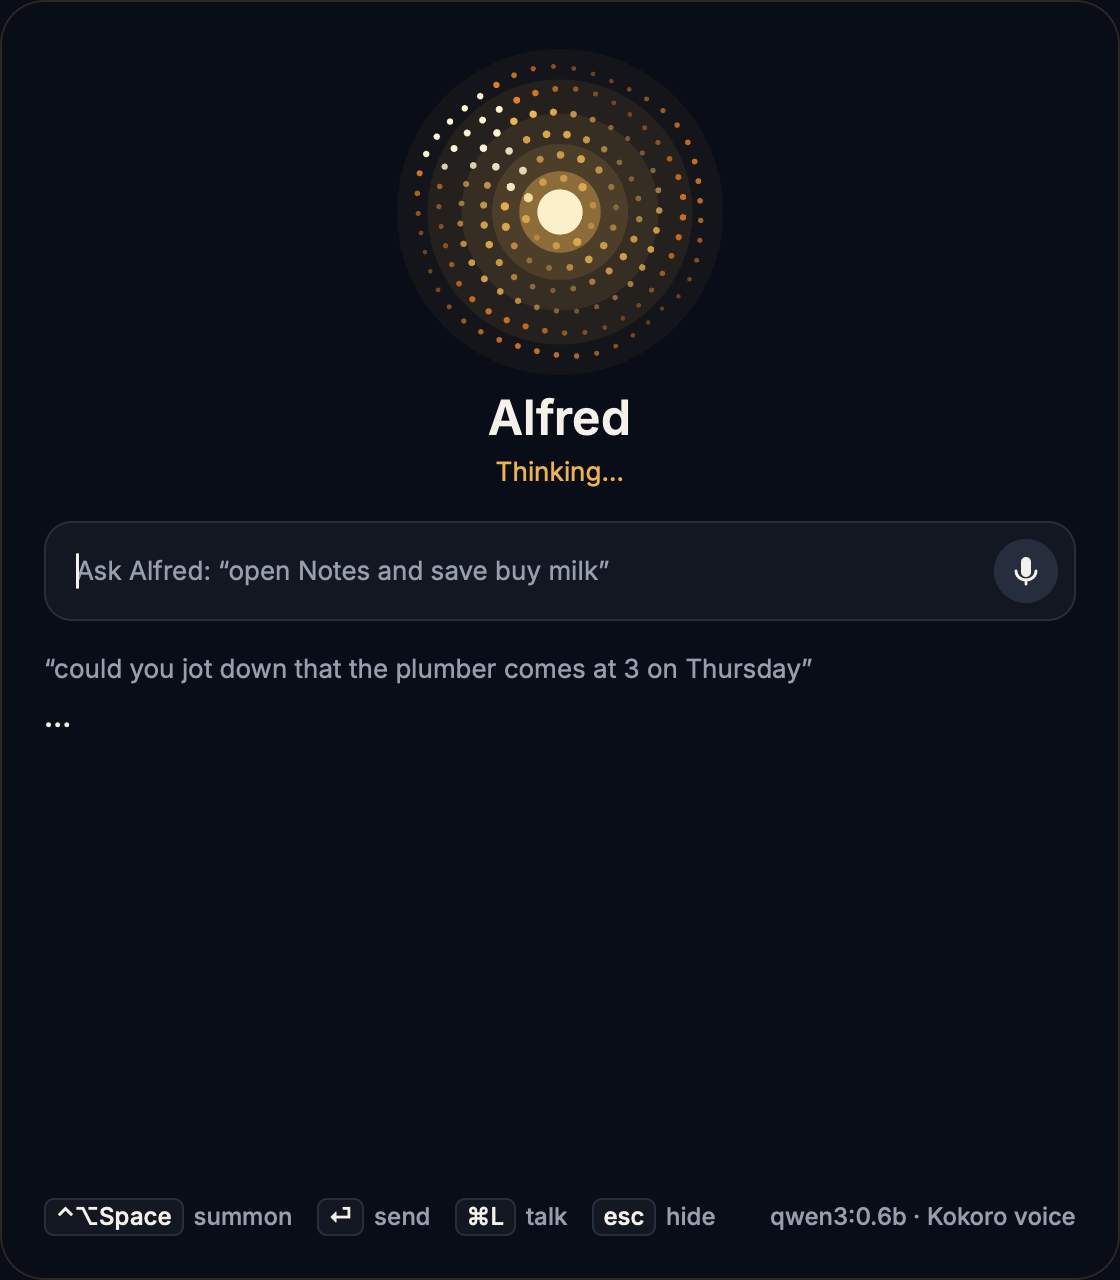 Alfred
Thinking...
Ask Alfred: “open Notes and save buy milk”
“could you jot down that the plumber comes at 3 on Thursday”
...
^⌥Space summon ⏎ send ⌘L talk esc hide qwen3:0.6b · Kokoro voice